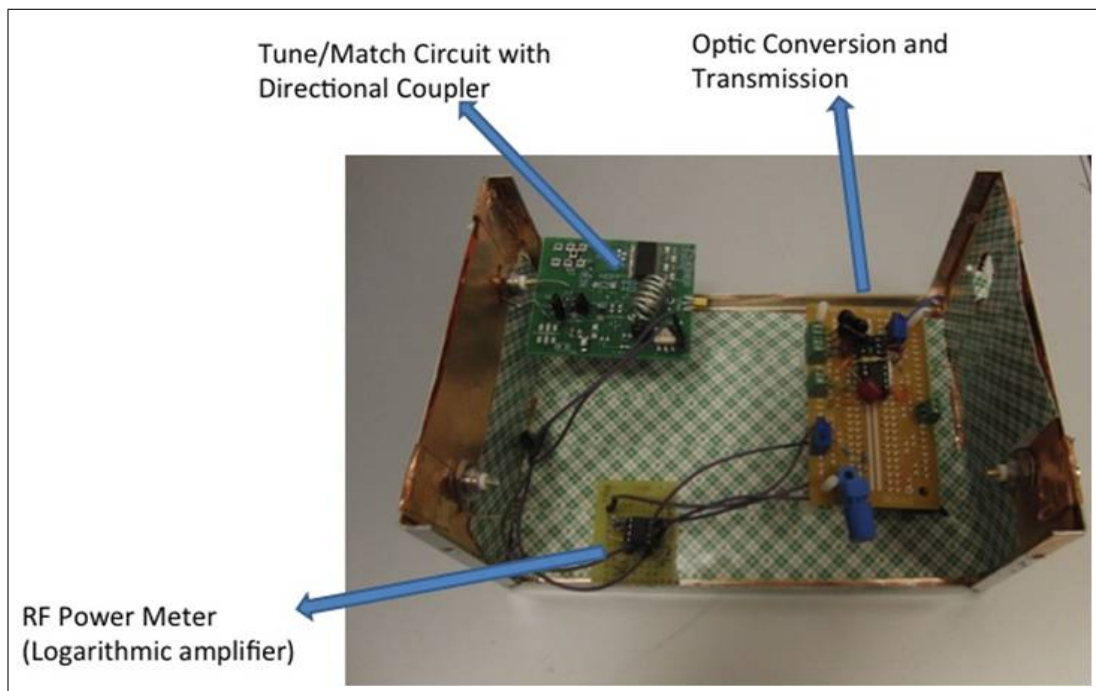 Tune/Match Circuit with
Directional Coupler
Optic Conversion and
Transmission
RF Power Meter
(Logarithmic amplifier)